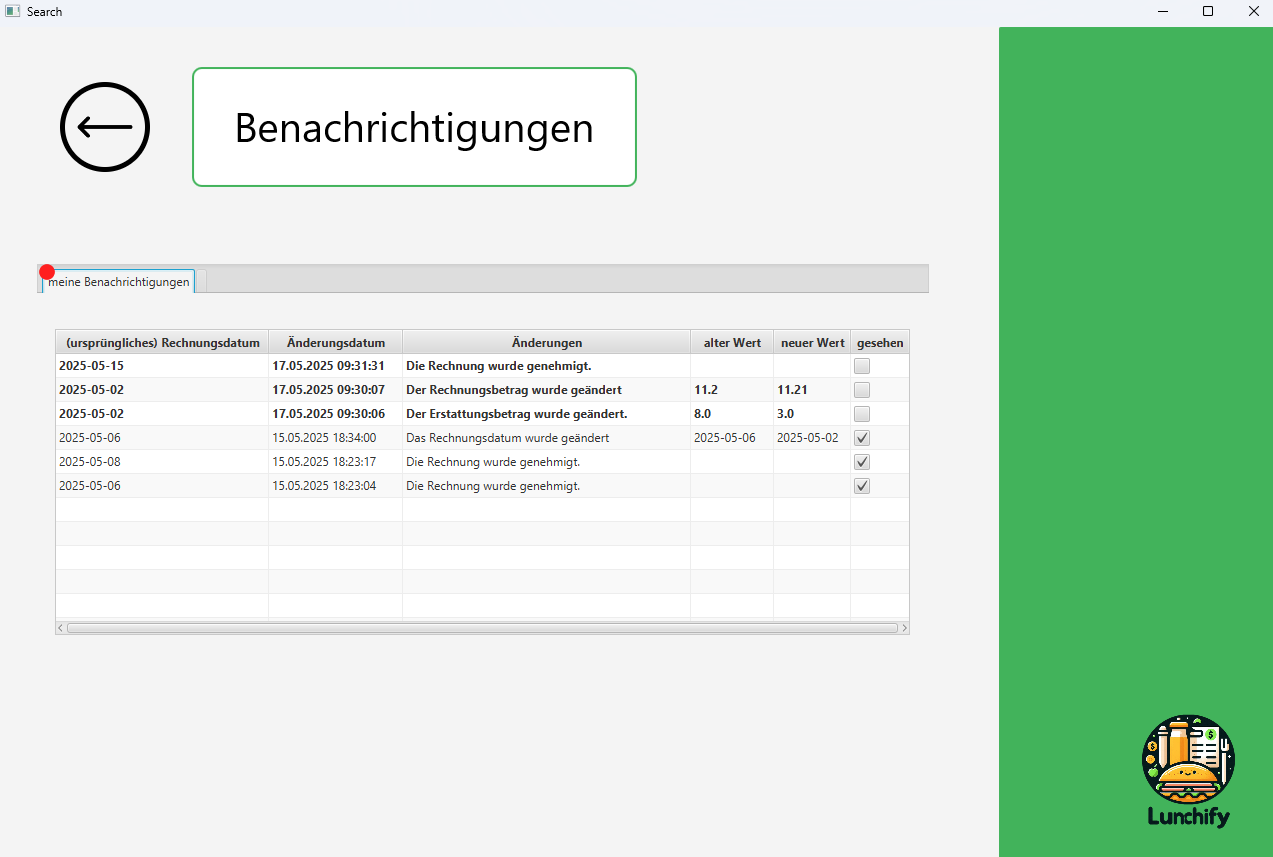 Search
Benachrichtigungen
meine Benachrichtigungen
(ursprüngliches) Rechnungsdatum Änderungsdatum Änderungen alter Wert neuer Wert gesehen
2025-05-15 17.05.2025 09:31:31 Die Rechnung wurde genehmigt.
2025-05-02 17.05.2025 09:30:07 Der Rechnungsbetrag wurde geändert 11.2 11.21
2025-05-02 17.05.2025 09:30:06 Der Erstattungsbetrag wurde geändert. 8.0 3.0
2025-05-06 15.05.2025 18:34:00 Das Rechnungsdatum wurde geändert 2025-05-06 2025-05-02
2025-05-08 15.05.2025 18:23:17 Die Rechnung wurde genehmigt.
2025-05-06 15.05.2025 18:23:04 Die Rechnung wurde genehmigt.
Lunchify